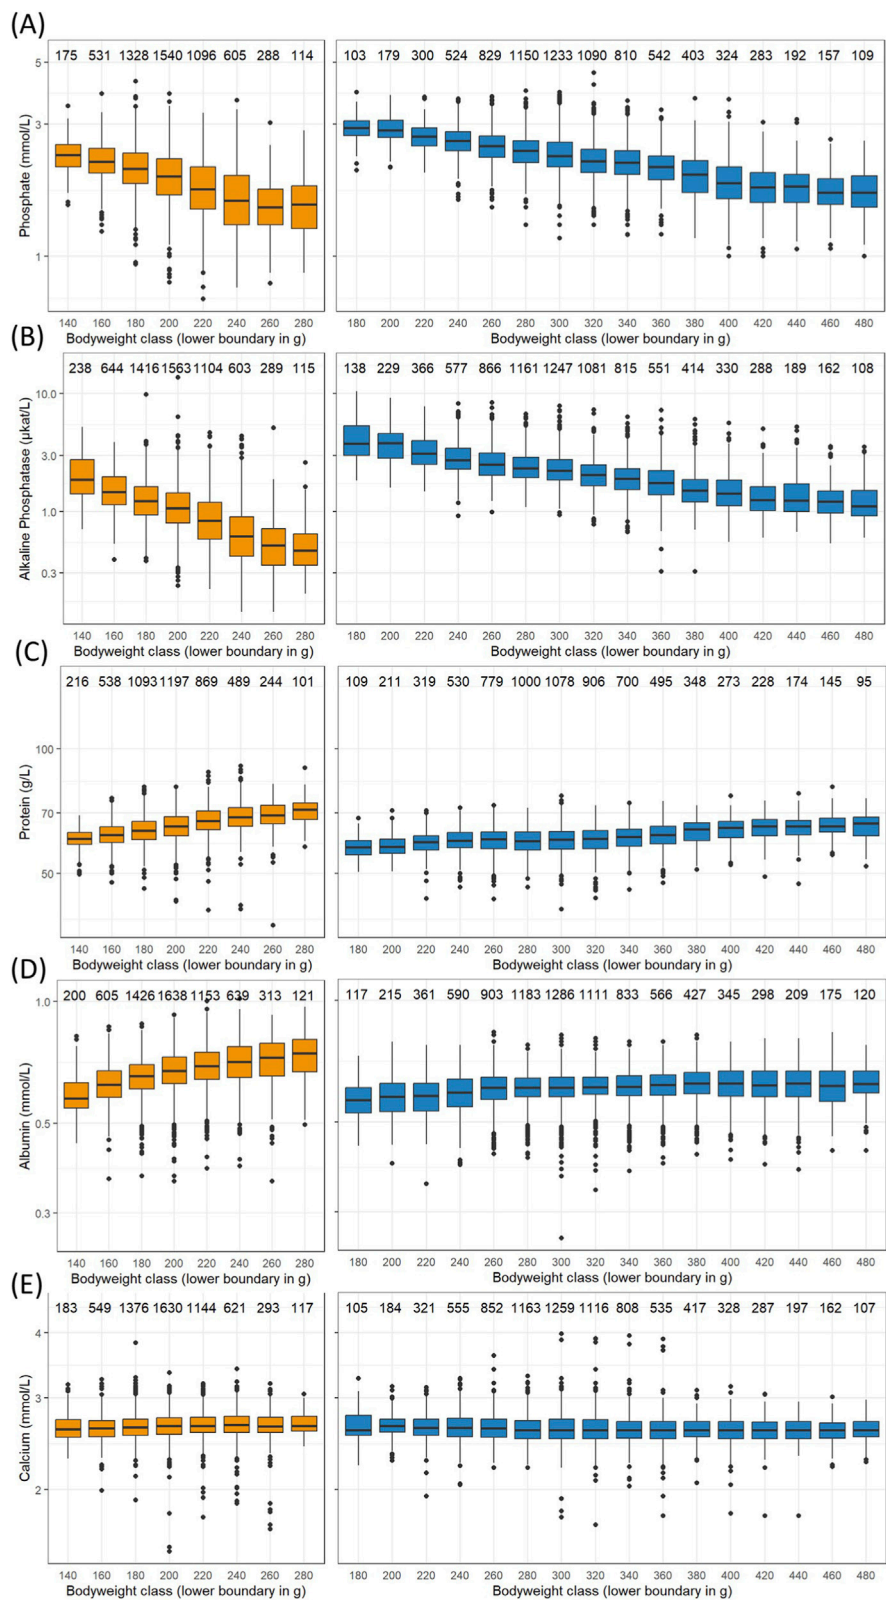 (A)
175 531 1328 1540 1096 605 288 114 103 179 300 524 829 1150 1233 1090 810 542 403 324 283 192 157 109
5
3
1
Phosphate (mmol/L)
140 160 180 200 220 240 260 280 180 200 220 240 260 280 300 320 340 360 380 400 420 440 460 480
Bodyweight class (lower boundary in g) Bodyweight class (lower boundary in g)
(B)
238 644 1416 1563 1104 603 289 115 138 229 366 577 866 1161 1247 1081 815 551 414 330 288 189 162 108
10.0
3.0
1.0
0.3
Alkaline Phosphatase (μkat/L)
140 160 180 200 220 240 260 280 180 200 220 240 260 280 300 320 340 360 380 400 420 440 460 480
Bodyweight class (lower boundary in g) Bodyweight class (lower boundary in g)
(C)
216 538 1093 1197 869 489 244 101 109 211 319 530 779 1000 1078 906 700 495 348 273 228 174 145 95
100
70
50
Protein (g/L)
140 160 180 200 220 240 260 280 180 200 220 240 260 280 300 320 340 360 380 400 420 440 460 480
Bodyweight class (lower boundary in g) Bodyweight class (lower boundary in g)
(D)
200 605 1426 1638 1153 639 313 121 117 215 361 590 903 1183 1286 1111 833 566 427 345 298 209 175 120
1.0
0.5
0.3
Albumin (mmol/L)
140 160 180 200 220 240 260 280 180 200 220 240 260 280 300 320 340 360 380 400 420 440 460 480
Bodyweight class (lower boundary in g) Bodyweight class (lower boundary in g)
(E)
183 549 1376 1630 1144 621 293 117 105 184 321 555 852 1163 1259 1116 808 535 417 328 287 197 162 107
4
3
2
Calcium (mmol/L)
140 160 180 200 220 240 260 280 180 200 220 240 260 280 300 320 340 360 380 400 420 440 460 480
Bodyweight class (lower boundary in g) Bodyweight class (lower boundary in g)